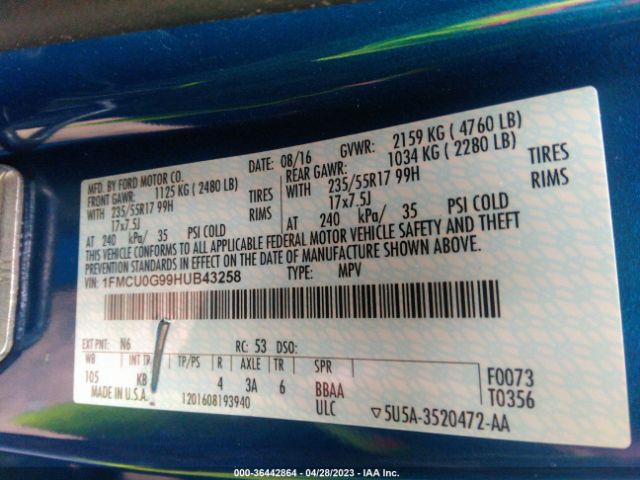 MFD. BY FORD MOTOR CO. DATE: 08/16 GVWR: 2159 KG ( 4760 LB)
FRONT GAWR: 1125 KG ( 2480 LB) REAR GAWR: 1034 KG ( 2280 LB)
WITH 235/55R17 99H TIRES WITH 235/55R17 99H TIRES
17x7.5J RIMS 17x7.5J RIMS
AT 240 kPa/ 35 PSI COLD AT 240 kPa/ 35 PSI COLD
THIS VEHICLE CONFORMS TO ALL APPLICABLE FEDERAL MOTOR VEHICLE SAFETY AND THEFT
PREVENTION STANDARDS IN EFFECT ON THE DATE OF MANUFACTURE SHOWN ABOVE.
VIN: 1FMCU0G99HUB43258 TYPE: MPV
EXT PNT: N6 RC: 53 DSO:
WB INT TR TP/PS R AXLE TR SPR
105 KB 4 3A 6 BBAA F0073
MADE IN U.S.A. 1201608193940 ULC T0356
▽5U5A-3520472-AA
000-36442864 / 04/28/2023 - IAA Inc.